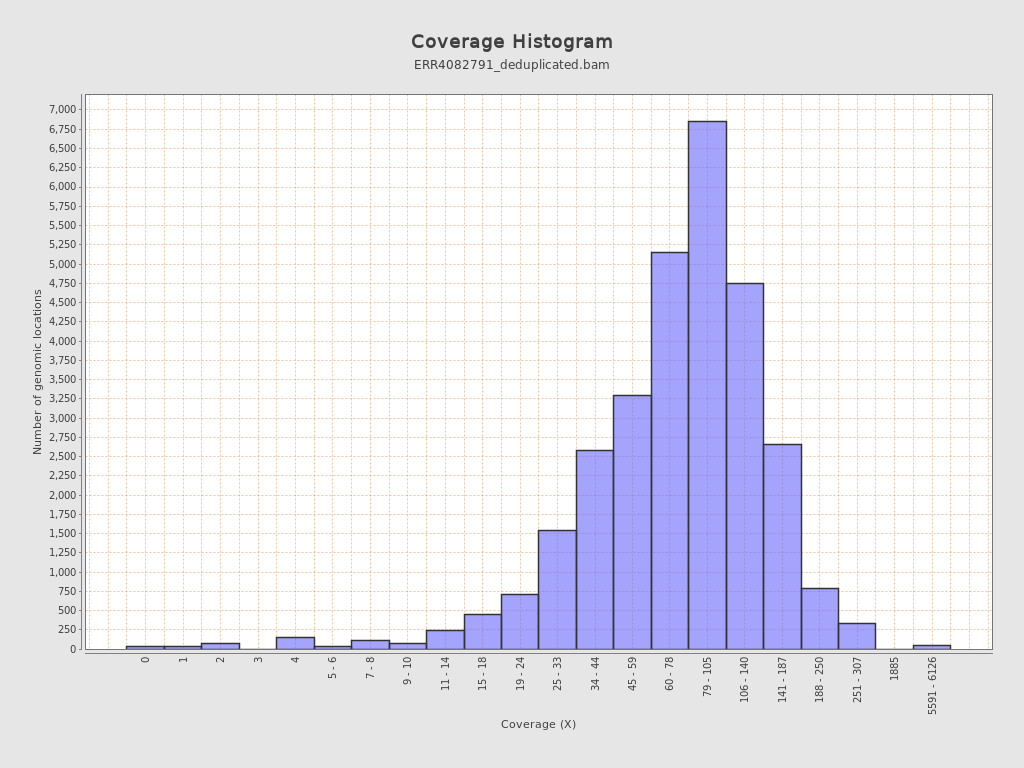 Coverage Histogram
ERR4082791_deduplicated.bam
7,000
6,750
6,500
6,250
6,000
5,750
5,500
5,250
5,000
4,750
4,500
4,250
4,000
3,750
3,500
3,250
3,000
2,750
2,500
2,250
2,000
1,750
1,500
1,250
1,000
750
500
250
0
Number of genomic locations
0
1
2
3
4
5 - 6
7 - 8
9 - 10
11 - 14
15 - 18
19 - 24
25 - 33
34 - 44
45 - 59
60 - 78
79 - 105
106 - 140
141 - 187
188 - 250
251 - 307
1885
5591 - 6126
Coverage (X)